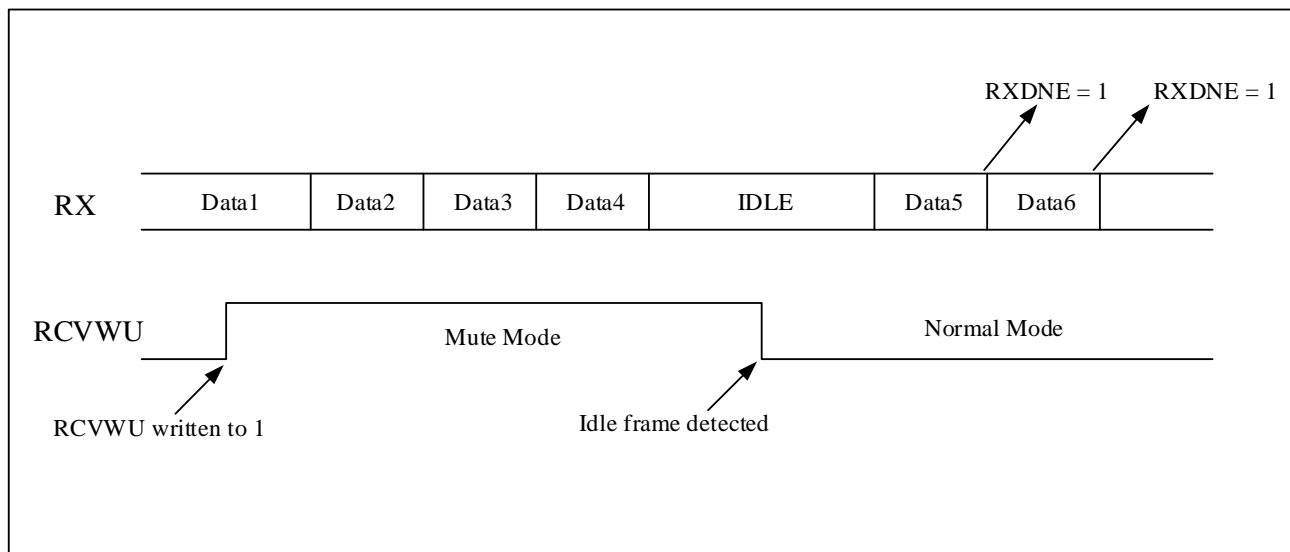 RXDNE = 1 RXDNE = 1
RX Data1 Data2 Data3 Data4 IDLE Data5 Data6
RCVWU Mute Mode Normal Mode
RCVWU written to 1 Idle frame detected